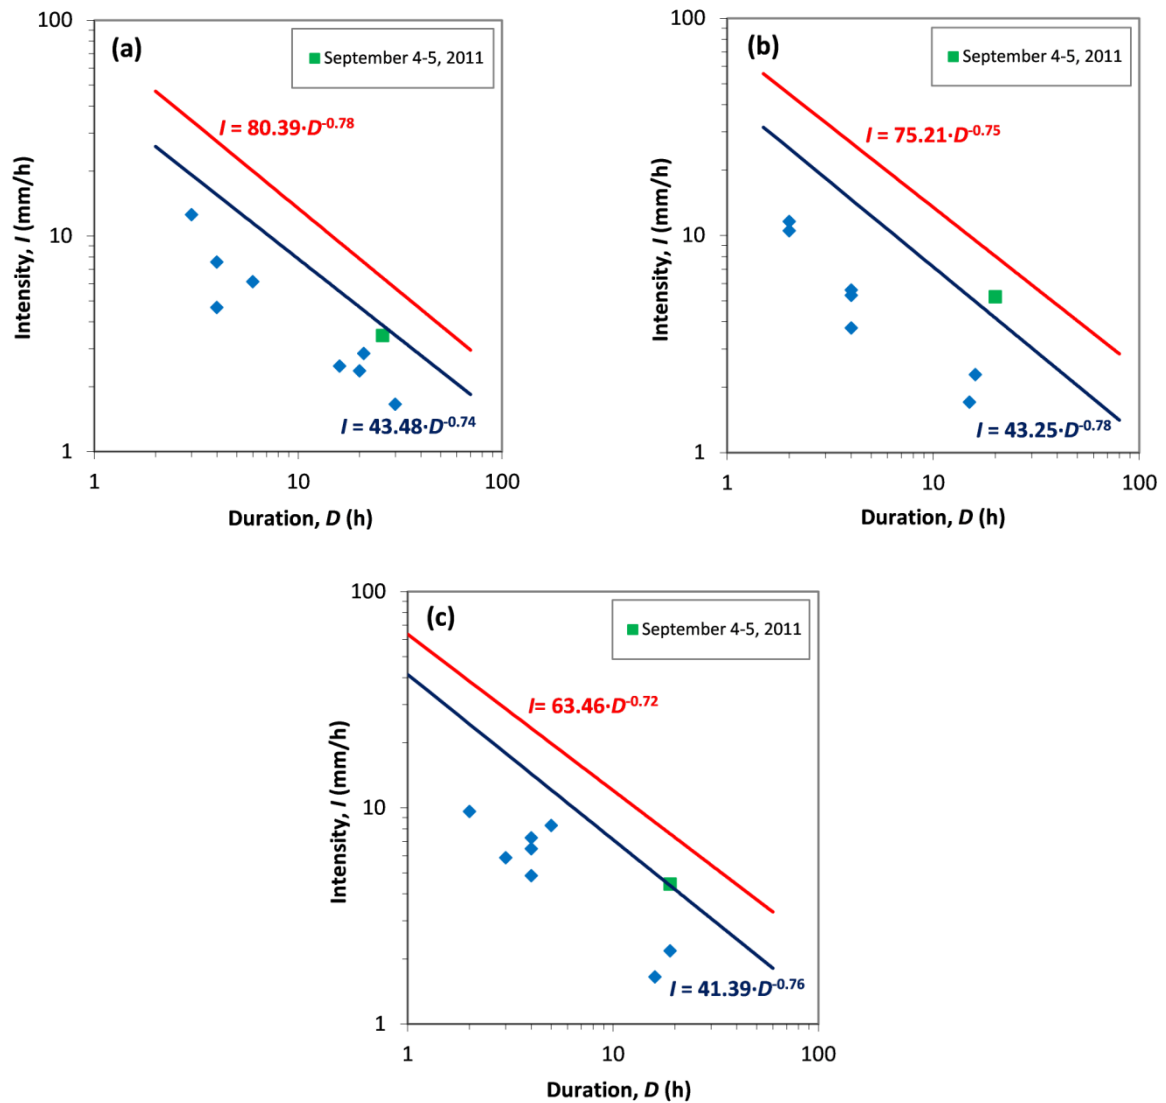 (a)
September 4-5, 2011
I = 80.39·D-0.78
I = 43.48·D-0.74
Intensity, I (mm/h)
100
10
1
1
10
100
Duration, D (h)
(b)
September 4-5, 2011
I = 75.21·D-0.75
I = 43.25·D-0.78
Intensity, I (mm/h)
100
10
1
1
10
100
Duration, D (h)
(c)
September 4-5, 2011
I= 63.46·D-0.72
I = 41.39·D-0.76
Intensity, I (mm/h)
100
10
1
1
10
100
Duration, D (h)